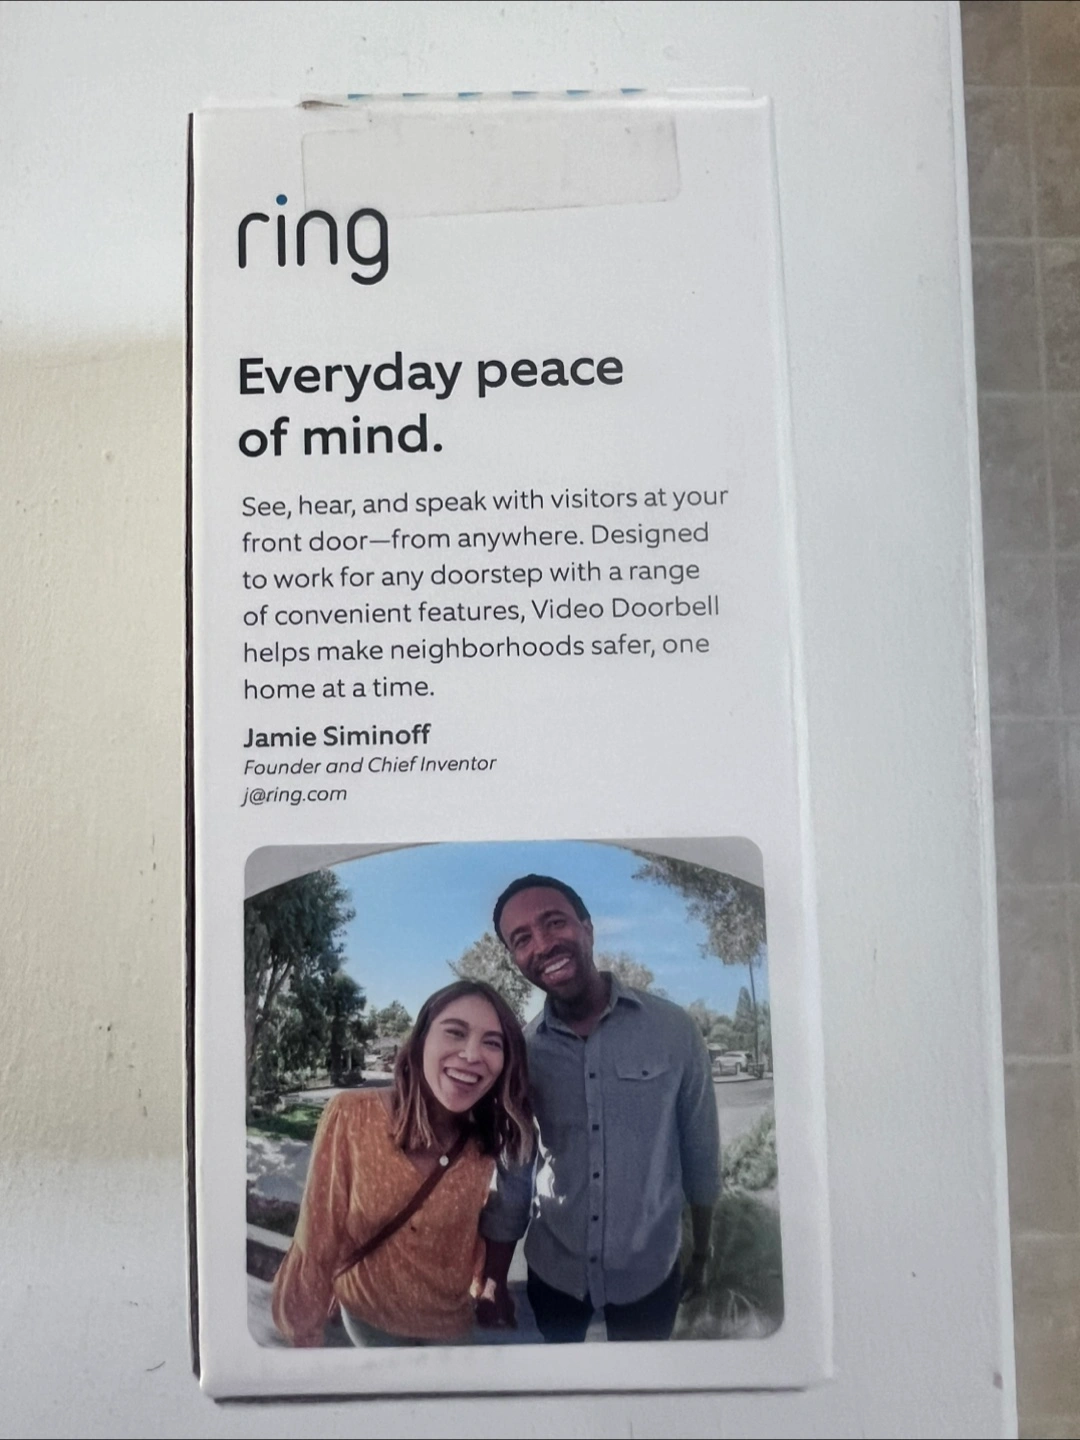 ring
Everyday peace
of mind.
See, hear, and speak with visitors at your
front door—from anywhere. Designed
to work for any doorstep with a range
of convenient features, Video Doorbell
helps make neighborhoods safer, one
home at a time.
Jamie Siminoff
Founder and Chief Inventor
j@ring.com